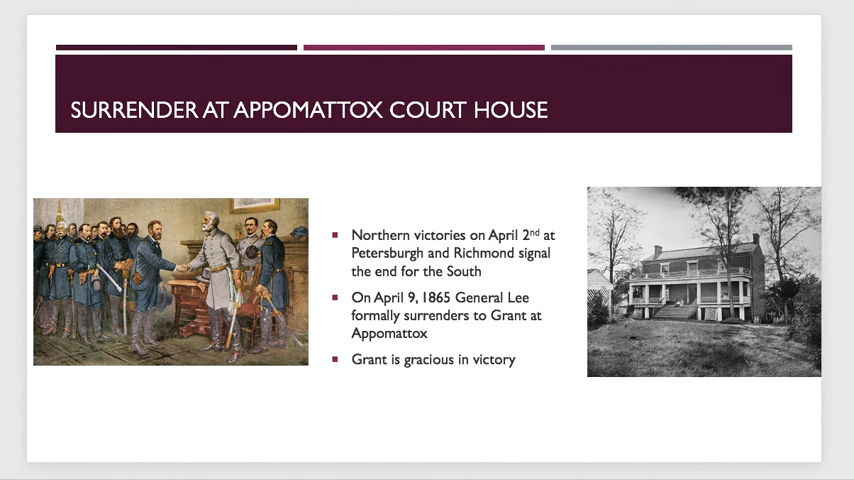 SURRENDER AT APPOMATTOX COURT HOUSE
Northern victories on April 2nd at
Petersburgh and Richmond signal
the end for the South
On April 9, 1865 General Lee
formally surrenders to Grant at
Appomattox
Grant is gracious in victory